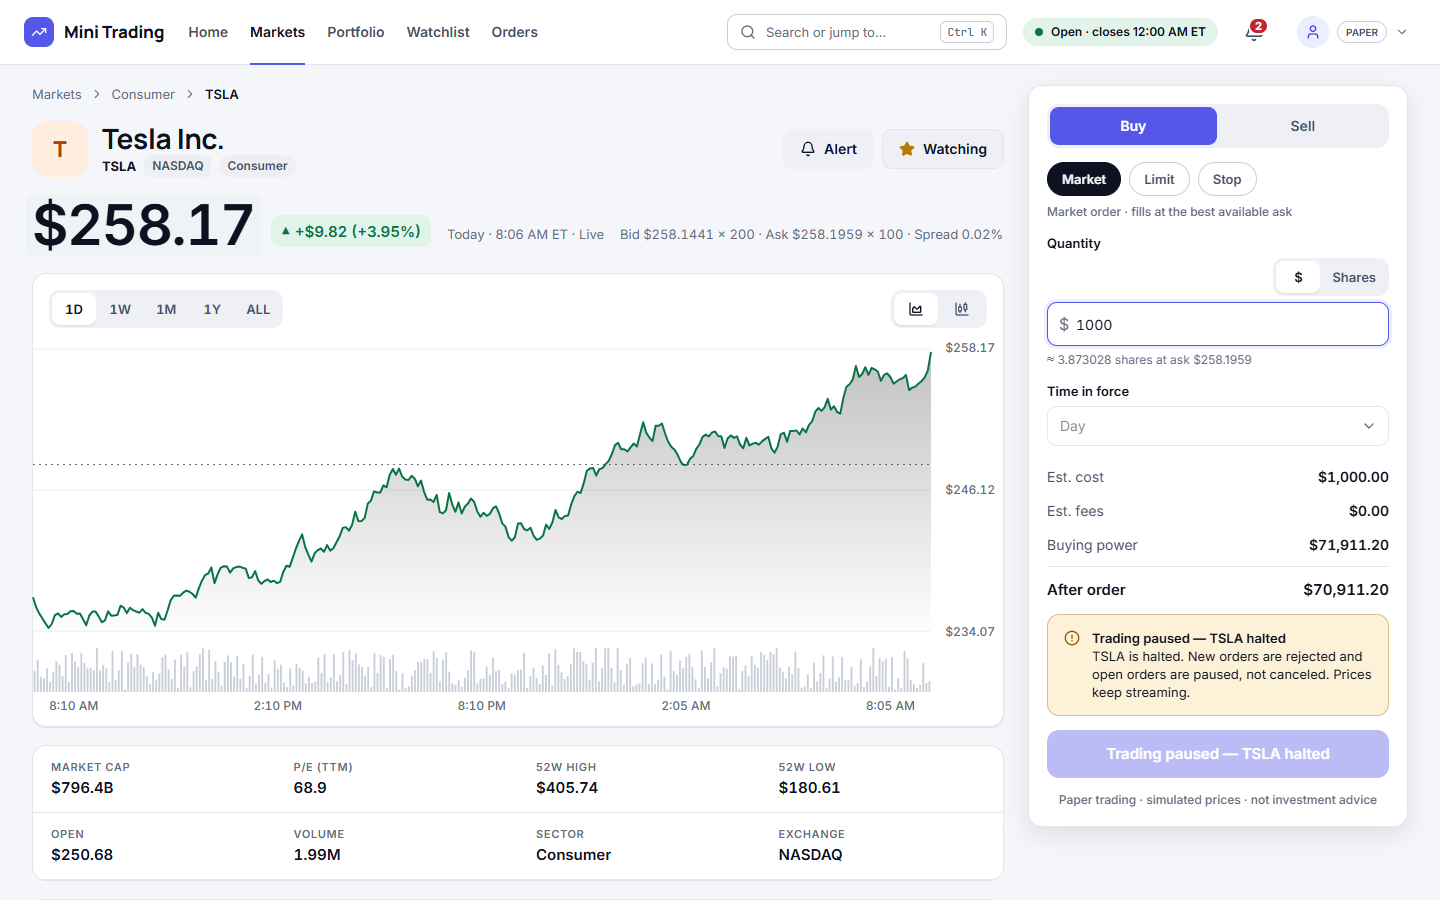 Mini Trading
Home
Markets
Portfolio
Watchlist
Orders
Search or jump to...
Ctrl K
Open · closes 12:00 AM ET
2
PAPER
Markets > Consumer > TSLA
T
Tesla Inc.
TSLA
NASDAQ
Consumer
Alert
Watching
$258.17
▲ +$9.82 (+3.95%)
Today · 8:06 AM ET · Live
Bid $258.1441 × 200 · Ask $258.1959 × 100 · Spread 0.02%
1D
1W
1M
1Y
ALL
$258.17
$246.12
$234.07
8:10 AM
2:10 PM
8:10 PM
2:05 AM
8:05 AM
MARKET CAP
$796.4B
P/E (TTM)
68.9
52W HIGH
$405.74
52W LOW
$180.61
OPEN
$250.68
VOLUME
1.99M
SECTOR
Consumer
EXCHANGE
NASDAQ
Buy
Sell
Market
Limit
Stop
Market order · fills at the best available ask
Quantity
$
Shares
$ 1000
≈ 3.873028 shares at ask $258.1959
Time in force
Day
Est. cost $1,000.00
Est. fees $0.00
Buying power $71,911.20
After order $70,911.20
Trading paused — TSLA halted
TSLA is halted. New orders are rejected and
open orders are paused, not canceled. Prices
keep streaming.
Trading paused — TSLA halted
Paper trading · simulated prices · not investment advice